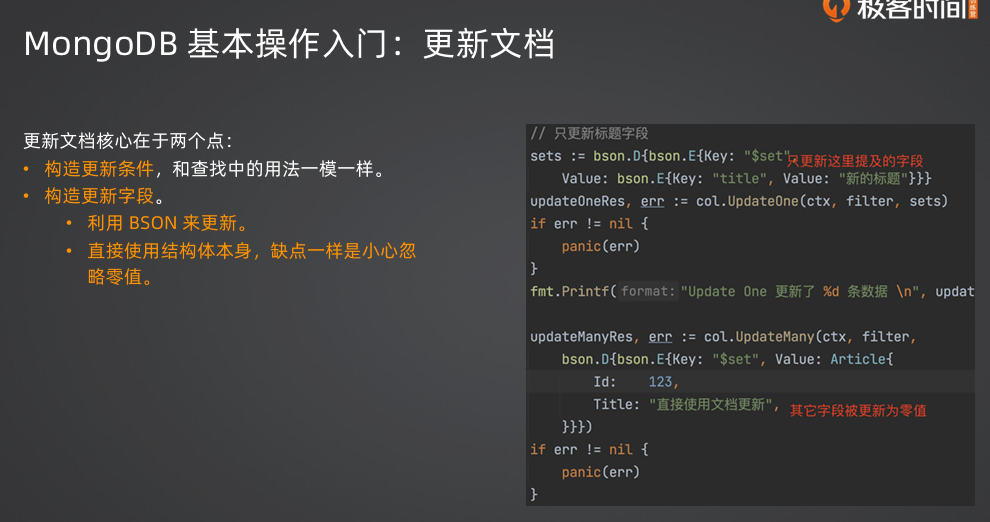 极客时间
MongoDB 基本操作入门：更新文档
更新文档核心在于两个点：
• 构造更新条件，和查找中的用法一模一样。
• 构造更新字段。
• 利用 BSON 来更新。
• 直接使用结构体本身，缺点一样是小心忽
略零值。
// 只更新标题字段
sets := bson.D{bson.E{Key: "$set",
只更新这里提及的字段
Value: bson.E{Key: "title", Value: "新的标题"}}}
updateOneRes, err := col.UpdateOne(ctx, filter, sets)
if err != nil {
panic(err)
}
fmt.Printf( format: "Update One 更新了 %d 条数据 \n", updat
updateManyRes, err := col.UpdateMany(ctx, filter,
bson.D{bson.E{Key: "$set", Value: Article{
Id: 123,
Title: "直接使用文档更新", 其它字段被更新为零值
}}})
if err != nil {
panic(err)
}